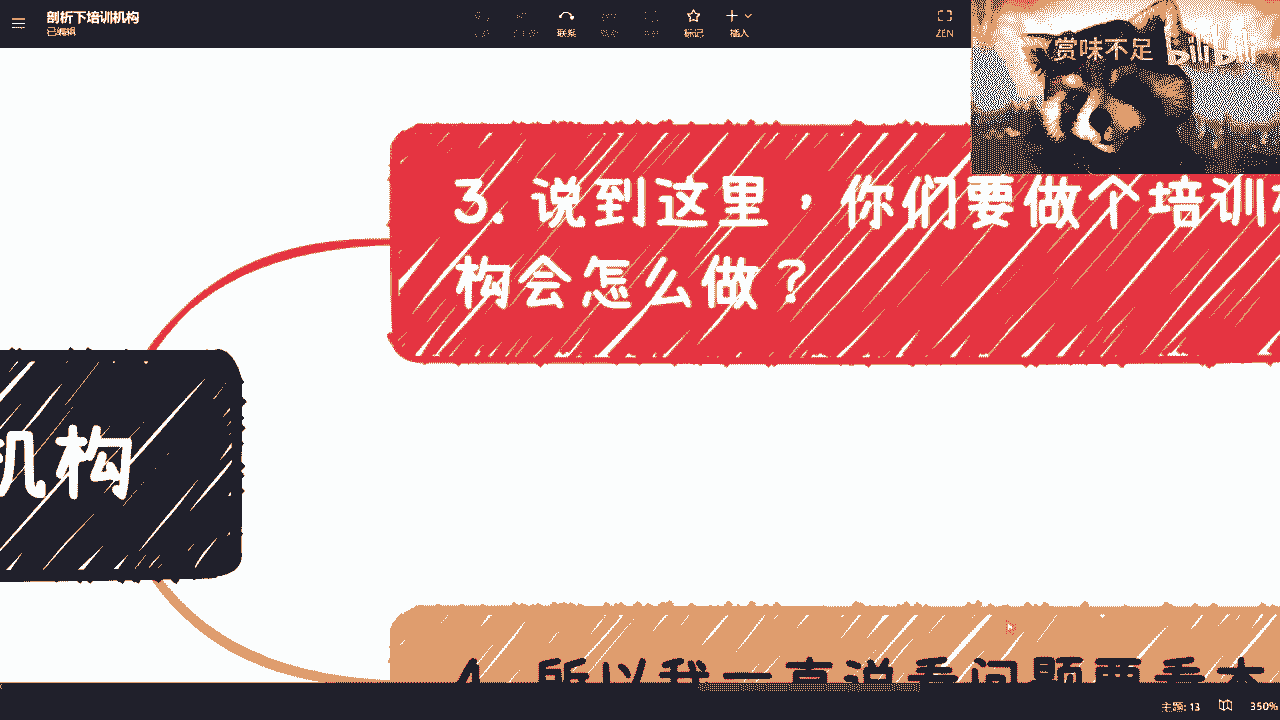 剖析下培训机构
已编辑
联系
标记
插入
ZEN
赏味不足 bilibili
3. 说到这里，你们要做个培训机
构会怎么做？
机构
4. 所以我一直说看问题要看本
主题: 13
350%